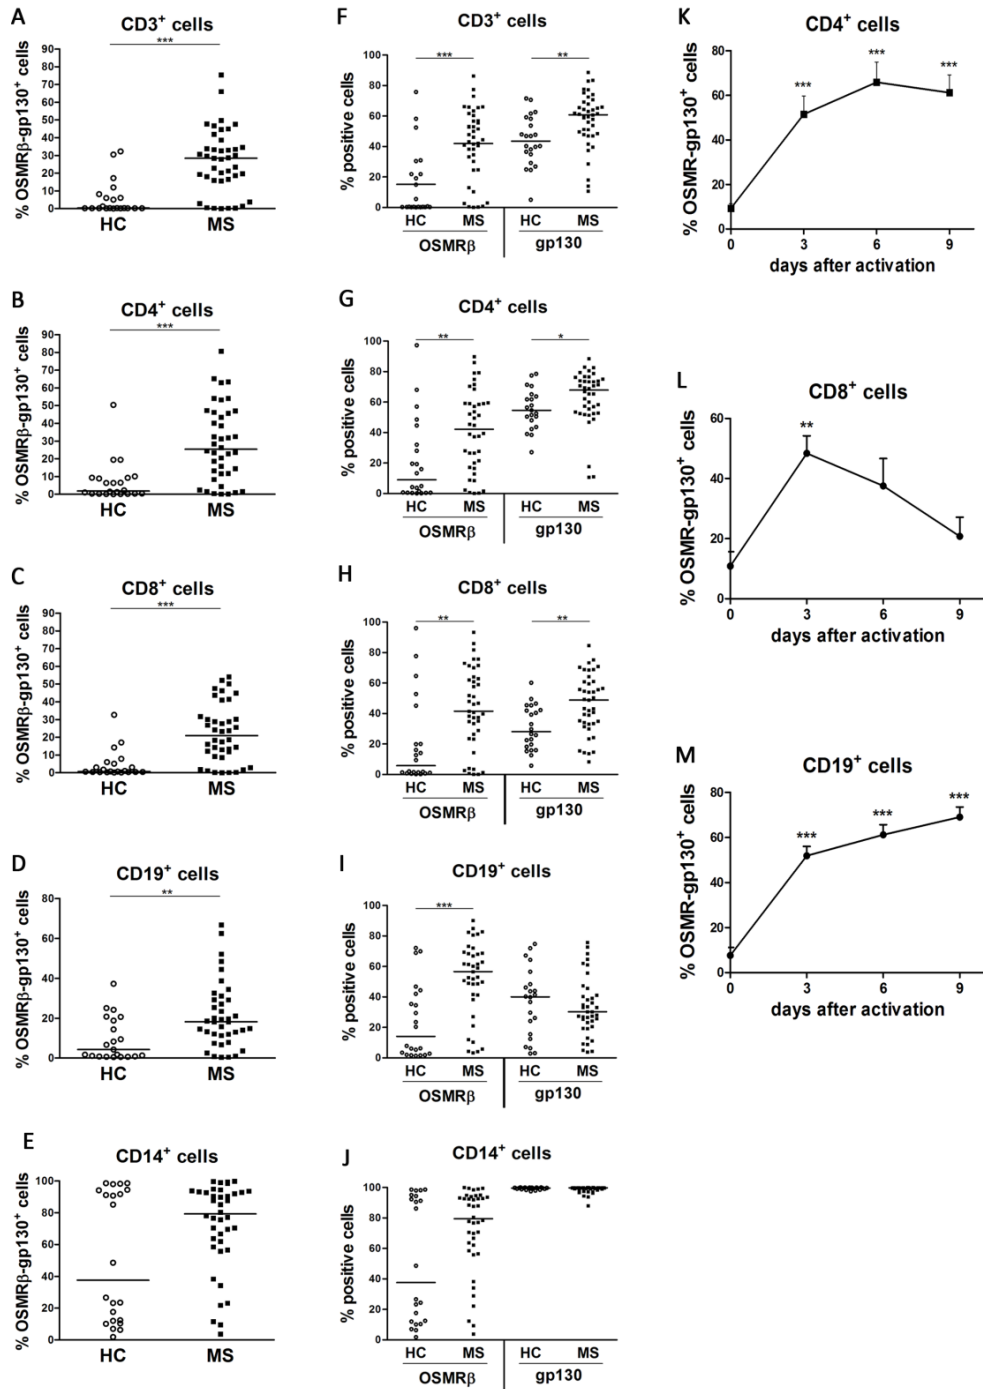 A
CD3+ cells
***
% OSMRβ-gp130+ cells
90
80
70
60
50
40
30
20
10
0
HC
MS
B
CD4+ cells
***
% OSMRβ-gp130+ cells
90
80
70
60
50
40
30
20
10
0
HC
MS
C
CD8+ cells
***
% OSMRβ-gp130+ cells
90
80
70
60
50
40
30
20
10
0
HC
MS
D
CD19+ cells
**
% OSMRβ-gp130+ cells
80
60
40
20
0
HC
MS
E
CD14+ cells
% OSMRβ-gp130+ cells
100
80
60
40
20
0
HC
MS
F
CD3+ cells
*** **
% positive cells
100
80
60
40
20
0
HC MS HC MS
OSMRβ gp130
G
CD4+ cells
** *
% positive cells
100
80
60
40
20
0
HC MS HC MS
OSMRβ gp130
H
CD8+ cells
** **
% positive cells
100
80
60
40
20
0
HC MS HC MS
OSMRβ gp130
I
CD19+ cells
***
% positive cells
100
80
60
40
20
0
HC MS HC MS
OSMRβ gp130
J
CD14+ cells
% positive cells
100
80
60
40
20
0
HC MS HC MS
OSMRβ gp130
K
CD4+ cells
*** *** ***
% OSMR-gp130+ cells
80
60
40
20
0
0 3 6 9
days after activation
L
CD8+ cells
**
% OSMR-gp130+ cells
80
60
40
20
0
0 3 6 9
days after activation
M
CD19+ cells
*** *** ***
% OSMR-gp130+ cells
80
60
40
20
0
0 3 6 9
days after activation